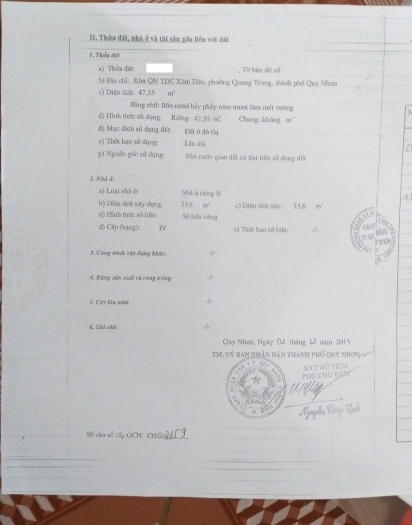 II. Thửa đất, nhà ở và tài sản gắn liền với đất
1. Thửa đất
a) Thửa đất: , Tờ bản đồ số:
b) Địa chỉ: Khu QH TĐC Xóm Tiêu, phường Quang Trung, thành phố Quy Nhơn
c) Diện tích: 47,35 m²
Bằng chữ: Bốn mươi bảy phẩy năm mươi lăm mét vuông
d) Hình thức sử dụng: Riêng: 47,35 m² Chung: không m²
đ) Mục đích sử dụng đất: Đất ở đô thị
e) Thời hạn sử dụng: Lâu dài
g) Nguồn gốc sử dụng: Nhà nước giao đất có thu tiền sử dụng đất
2. Nhà ở:
a) Loại nhà ở: Nhà ở riêng lẻ
b) Diện tích xây dựng: 33,6 m² c) Diện tích sàn: 33,6 m²
d) Hình thức sở hữu: Sở hữu riêng
đ) Cấp (hạng): IV e) Thời hạn sở hữu: -/-
3. Công trình xây dựng khác: -/-
4. Rừng sản xuất và rừng trồng: -/-
5. Cây lâu năm -/-
6. Ghi chú: -/-
Quy Nhơn, Ngày 02 tháng 12 năm 2015
TM. UỶ BAN NHÂN DÂN THÀNH PHỐ QUY NHƠN
KT. CHỦ TỊCH
PHÓ CHỦ TỊCH
Nguyễn Công
Số vào sổ cấp GCN: CH02659